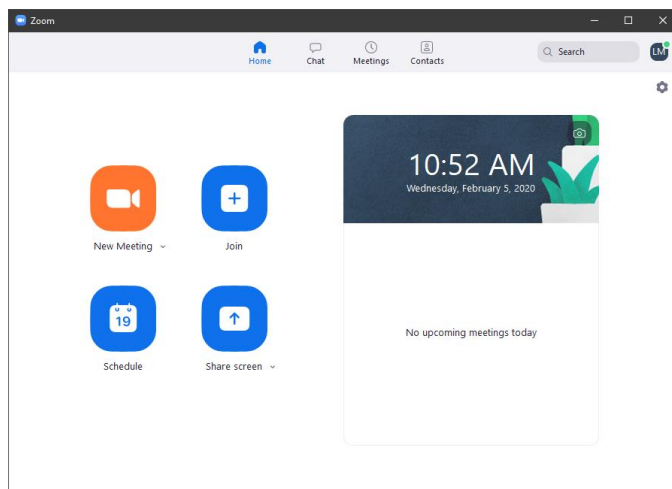 Zoom
Home
Chat
Meetings
Contacts
Search
LM
10:52 AM
Wednesday, February 5, 2020
New Meeting
Join
19
Schedule
Share screen
No upcoming meetings today